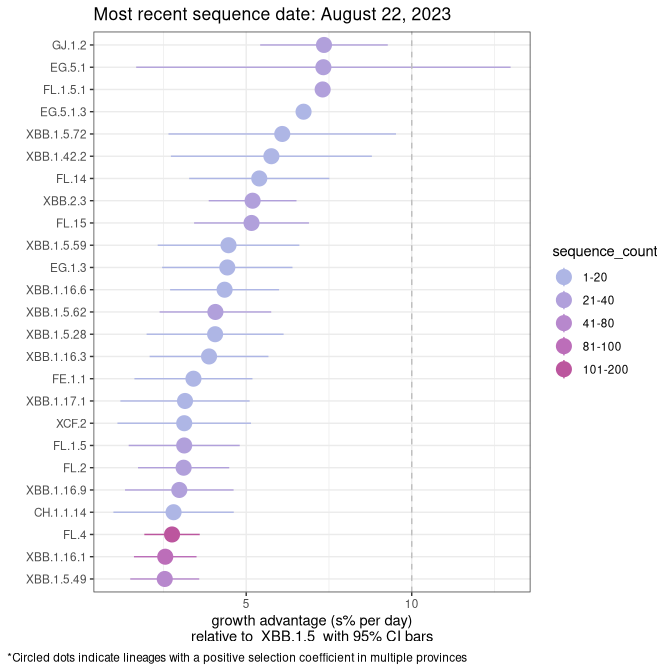 Most recent sequence date: August 22, 2023
GJ.1.2
EG.5.1
FL.1.5.1
EG.5.1.3
XBB.1.5.72
XBB.1.42.2
FL.14
XBB.2.3
FL.15
XBB.1.5.59
EG.1.3
XBB.1.16.6
XBB.1.5.62
XBB.1.5.28
XBB.1.16.3
FE.1.1
XBB.1.17.1
XCF.2
FL.1.5
FL.2
XBB.1.16.9
CH.1.1.14
FL.4
XBB.1.16.1
XBB.1.5.49
5 10
growth advantage (s% per day)
relative to XBB.1.5 with 95% CI bars
sequence_count
1-20
21-40
41-80
81-100
101-200
*Circled dots indicate lineages with a positive selection coefficient in multiple provinces